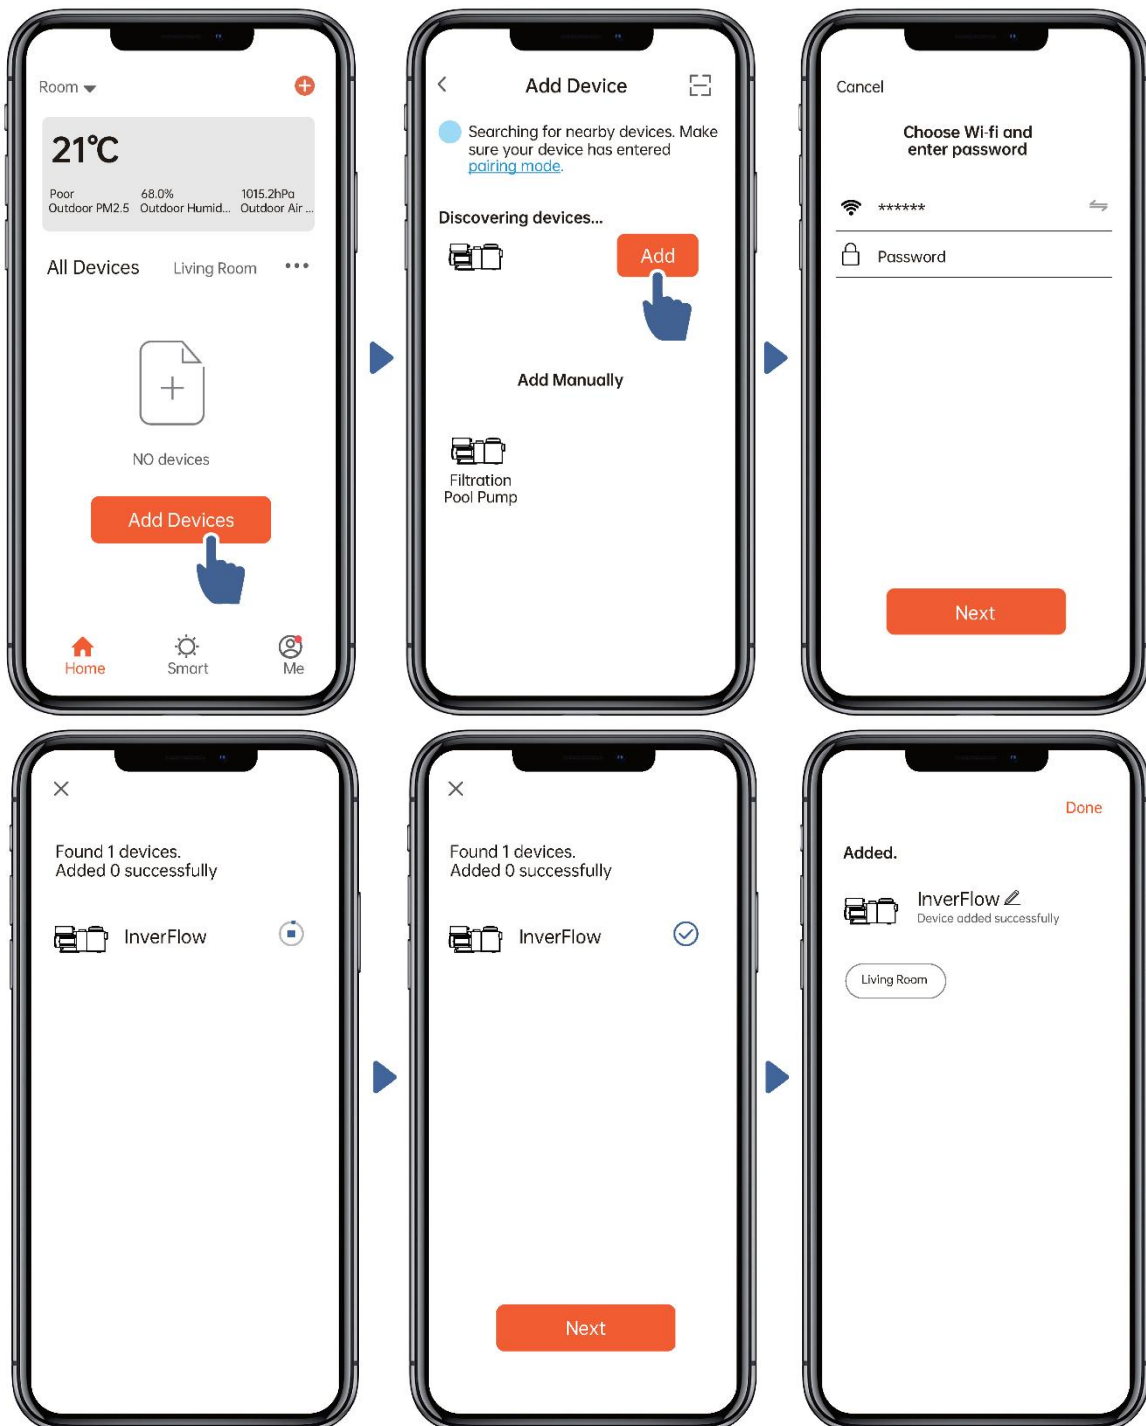 Room
21°C
Poor 68.0% 1015.2hPa
Outdoor PM2.5 Outdoor Humid... Outdoor Air ...
All Devices Living Room
NO devices
Add Devices
Home Smart Me
Add Device
Searching for nearby devices. Make
sure your device has entered
pairing mode.
Discovering devices...
Add
Add Manually
Filtration
Pool Pump
Cancel
Choose Wi-fi and
enter password
******
Password
Next
Found 1 devices.
Added 0 successfully
InverFlow
Found 1 devices.
Added 0 successfully
InverFlow
Next
Done
Added.
InverFlow
Device added successfully
Living Room